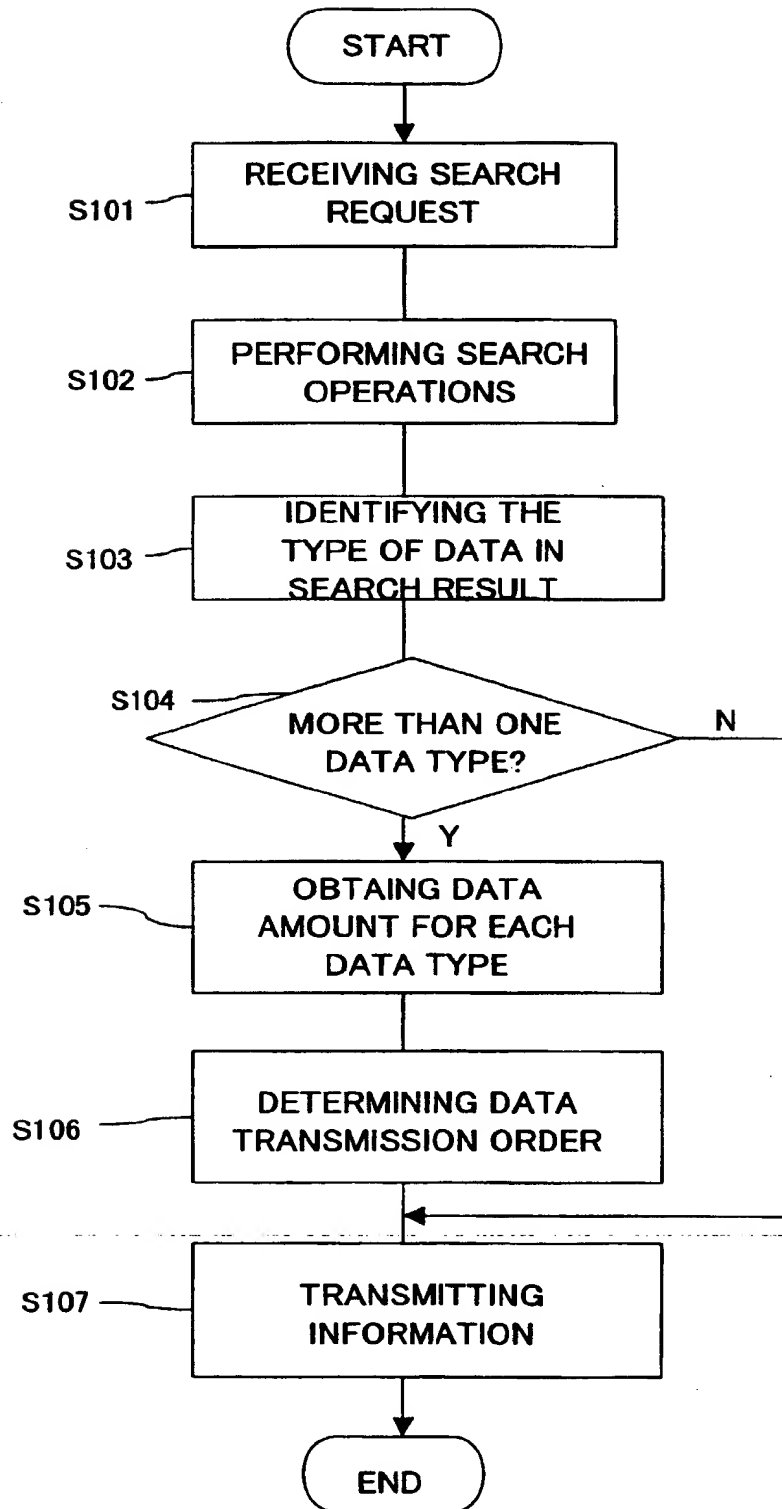 START
RECEIVING SEARCH
REQUEST
S101
PERFORMING SEARCH
OPERATIONS
S102
IDENTIFYING THE
TYPE OF DATA IN
SEARCH RESULT
S103
S104
MORE THAN ONE
DATA TYPE?
N
Y
OBTAING DATA
AMOUNT FOR EACH
DATA TYPE
S105
DETERMINING DATA
TRANSMISSION ORDER
S106
TRANSMITTING
INFORMATION
S107
END